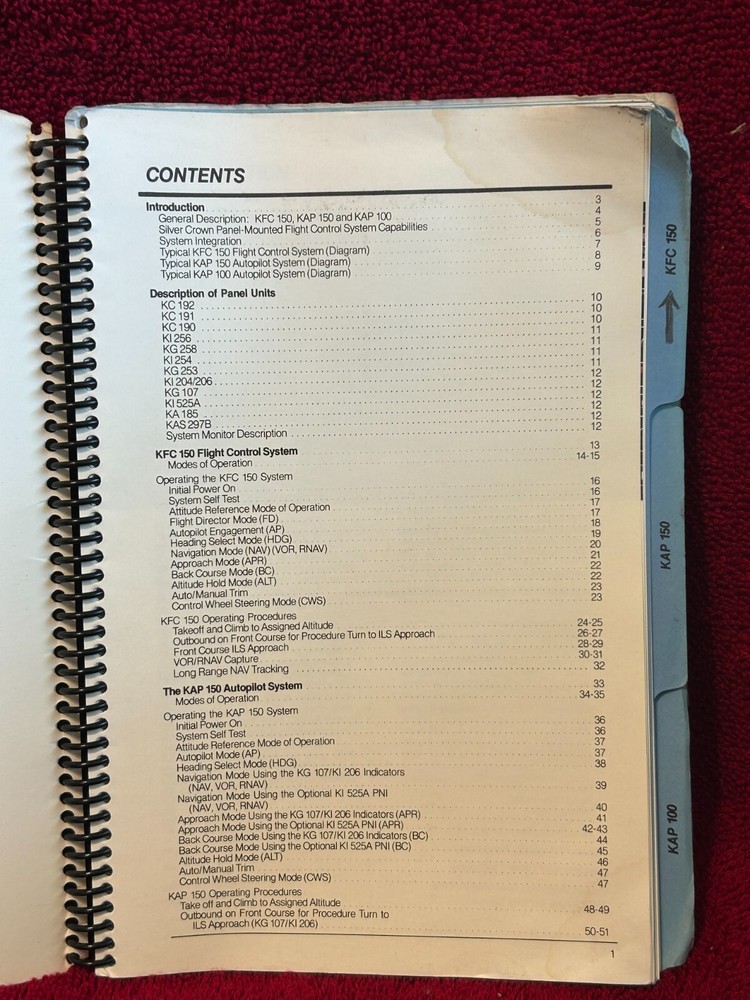 CONTENTS
Introduction 3
General Description: KFC 150, KAP 150 and KAP 100 4
Silver Crown Panel-Mounted Flight Control System Capabilities 5
System Integration 6
Typical KFC 150 Flight Control System (Diagram) 7
Typical KAP 150 Autopilot System (Diagram) 8
Typical KAP 100 Autopilot System (Diagram) 9
Description of Panel Units
KC 192 10
KC 191 10
KC 190 10
KI 256 11
KG 258 11
KI 254 11
KG 253 11
KI 204/206 12
KG 107 12
KI 525A 12
KA 185 12
KAS 297B 12
System Monitor Description 12
KFC 150 Flight Control System 13
Modes of Operation 14-15
Operating the KFC 150 System
Initial Power On 16
System Self Test 16
Attitude Reference Mode of Operation 17
Flight Director Mode (FD) 17
Autopilot Engagement (AP) 18
Heading Select Mode (HDG) 19
Navigation Mode (NAV) (VOR, RNAV) 20
Approach Mode (APR) 21
Back Course Mode (BC) 22
Altitude Hold Mode (ALT) 22
Auto/Manual Trim 23
Control Wheel Steering Mode (CWS) 23
KFC 150 Operating Procedures
Takeoff and Climb to Assigned Altitude 24-25
Outbound on Front Course for Procedure Turn to ILS Approach 26-27
Front Course ILS Approach 28-29
VOR/RNAV Capture 30-31
Long Range NAV Tracking 32
The KAP 150 Autopilot System 33
Modes of Operation 34-35
Operating the KAP 150 System
Initial Power On 36
System Self Test 36
Attitude Reference Mode of Operation 37
Autopilot Mode (AP) 37
Heading Select Mode (HDG) 38
Navigation Mode Using the KG 107/KI 206 Indicators
(NAV, VOR, RNAV) 39
Navigation Mode Using the Optional KI 525A PNI
(NAV, VOR, RNAV) 40
Approach Mode Using the KG 107/KI 206 Indicators (APR) 41
Approach Mode Using the Optional KI 525A PNI (APR) 42-43
Back Course Mode Using the KG 107/KI 206 Indicators (BC) 44
Back Course Mode Using the Optional KI 525A PNI (BC) 45
Altitude Hold Mode (ALT) 46
Auto/Manual Trim 47
Control Wheel Steering Mode (CWS) 47
KAP 150 Operating Procedures
Take off and Climb to Assigned Altitude 48-49
Outbound on Front Course for Procedure Turn to
ILS Approach (KG 107/KI 206) 50-51
1
KFC 150
KAP 150
KAP 100